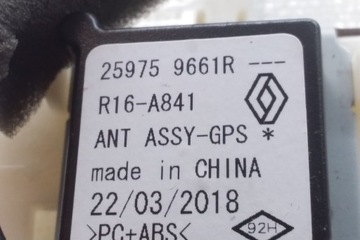 25975 9661R ---
R16-A841
ANT ASSY-GPS *
made in CHINA
22/03/2018
>PC+ABS< 92H